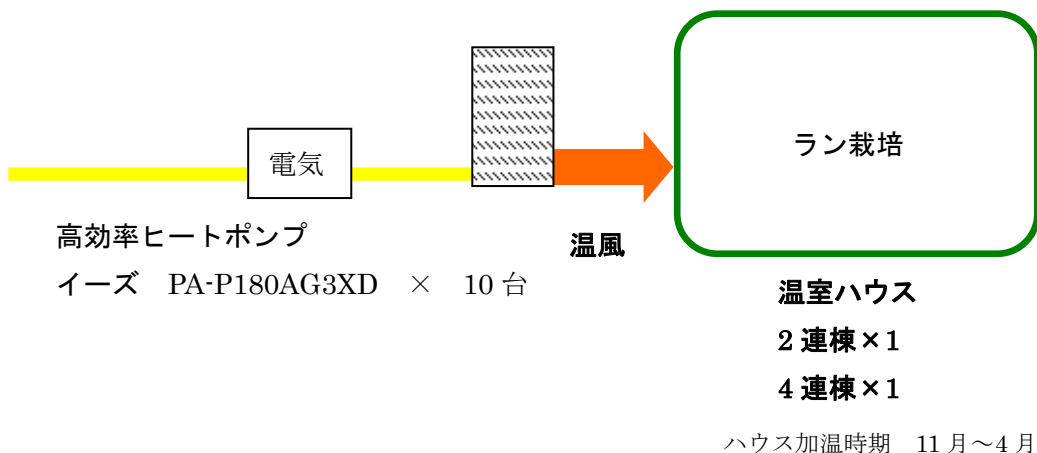 電気
ラン栽培
高効率ヒートポンプ
イーズ　PA-P180AG3XD　×　10 台
温風
温室ハウス
2 連棟×1
4 連棟×1
ハウス加温時期　11 月～4 月